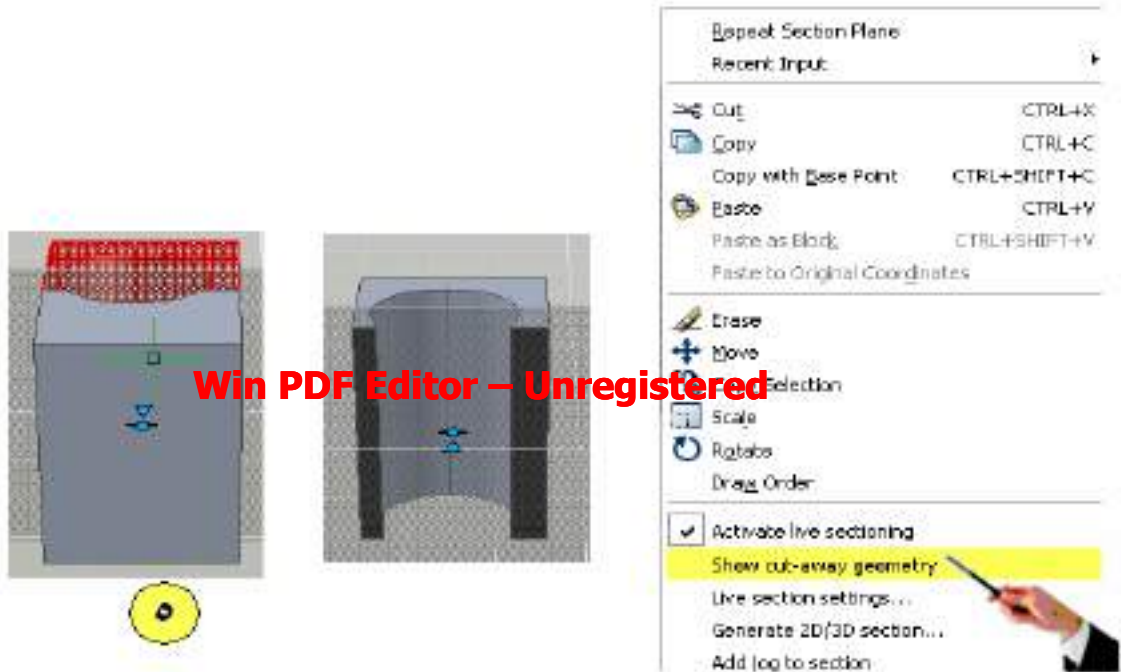 Repeat Section Plane
Recent Input
Cut CTRL+X
Copy CTRL+C
Copy with Base Point CTRL+SHIFT+C
Paste CTRL+V
Paste as Block CTRL+SHIFT+V
Paste to Original Coordinates
Erase
Move
Win PDF Editor – Unregistered
Selection
Scale
Rotate
Draw Order
Activate live sectioning
Show cut-away geometry
Live section settings...
Generate 2D/3D section...
Add jog to section